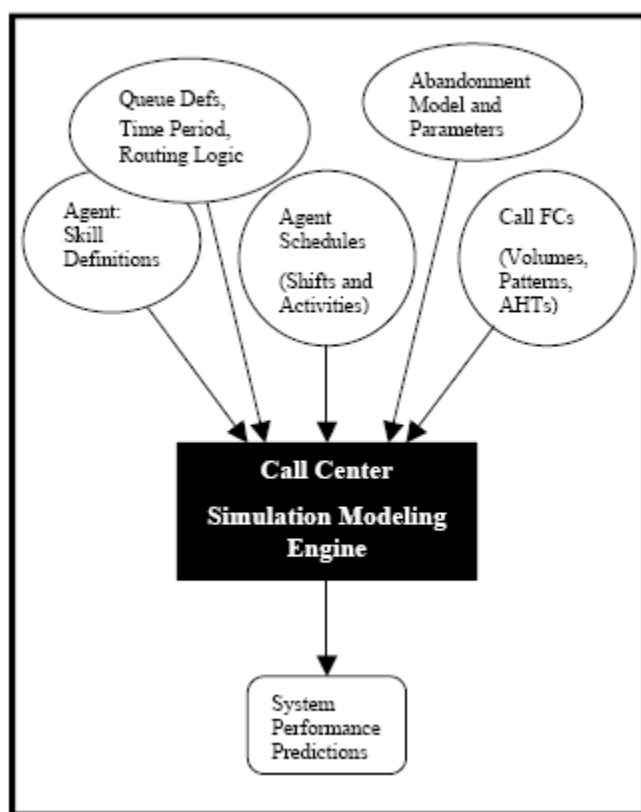 Queue Defs,
Time Period,
Routing Logic
Abandonment
Model and
Parameters
Agent:
Skill
Definitions
Agent
Schedules
(Shifts and
Activities)
Call FCs
(Volumes,
Patterns,
AHTs)
Call Center
Simulation Modeling
Engine
System
Performance
Predictions